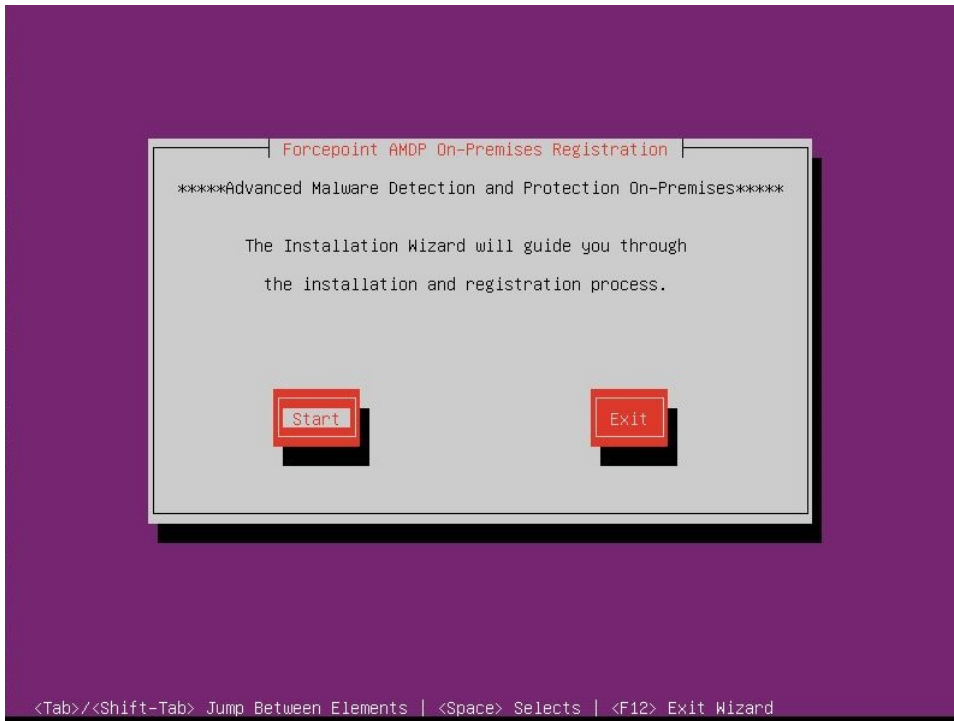 Forcepoint AMDP On-Premises Registration
*****Advanced Malware Detection and Protection On-Premises*****
The Installation Wizard will guide you through
the installation and registration process.
Start
Exit
<Tab>/<Shift-Tab> Jump Between Elements | <Space> Selects | <F12> Exit Wizard